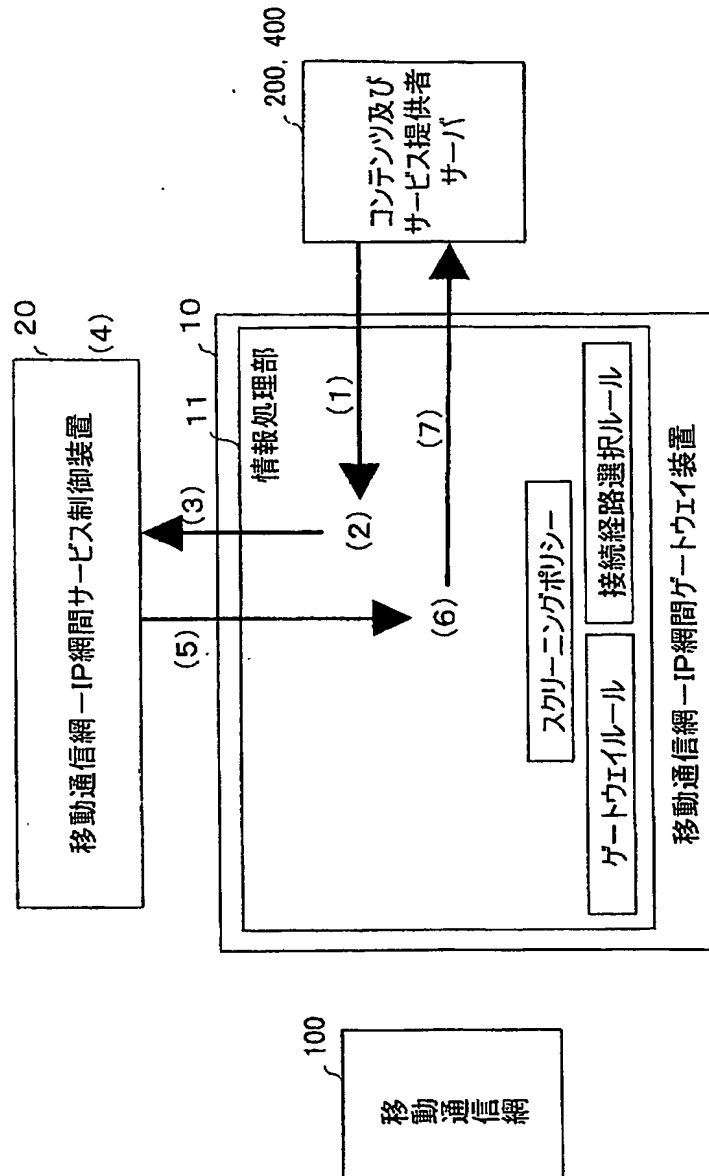 20
移動通信網－IP網間サービス制御装置
(4)
(3)
(5)
11
10
情報処理部
(1)
(2)
(6)
(7)
200, 400
コンテンツ及び
サービス提供者
サーバ
スクリーニングポリシー
ゲートウェイルール
接続経路選択ルール
移動通信網－IP網間ゲートウェイ装置
100
移動通信網